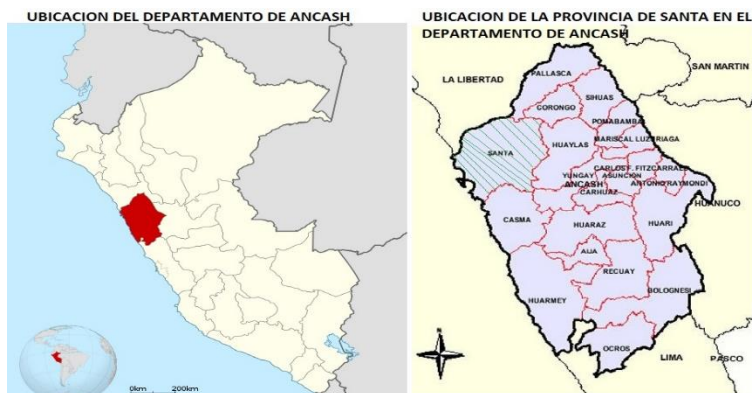 UBICACION DEL DEPARTAMENTO DE ANCASH
0km 200km
UBICACION DE LA PROVINCIA DE SANTA EN EL
DEPARTAMENTO DE ANCASH
SAN MARTIN
LA LIBERTAD
PALLASCA
SIHUAS
CORONGO
POMABAMBA
MARISCAL LUZURIAGA
SANTA
HUAYLAS
CARLOS F. FITZCARRALD
YUNGAY
ASUNCION
ANCASH
ANTONIO RAYMONDI
CARHUAZ
HUANUCO
CASMA
HUARAZ
HUARI
AIJA
RECUAY
BOLOGNESI
HUARMEY
N
OCROS
LIMA
PASCO